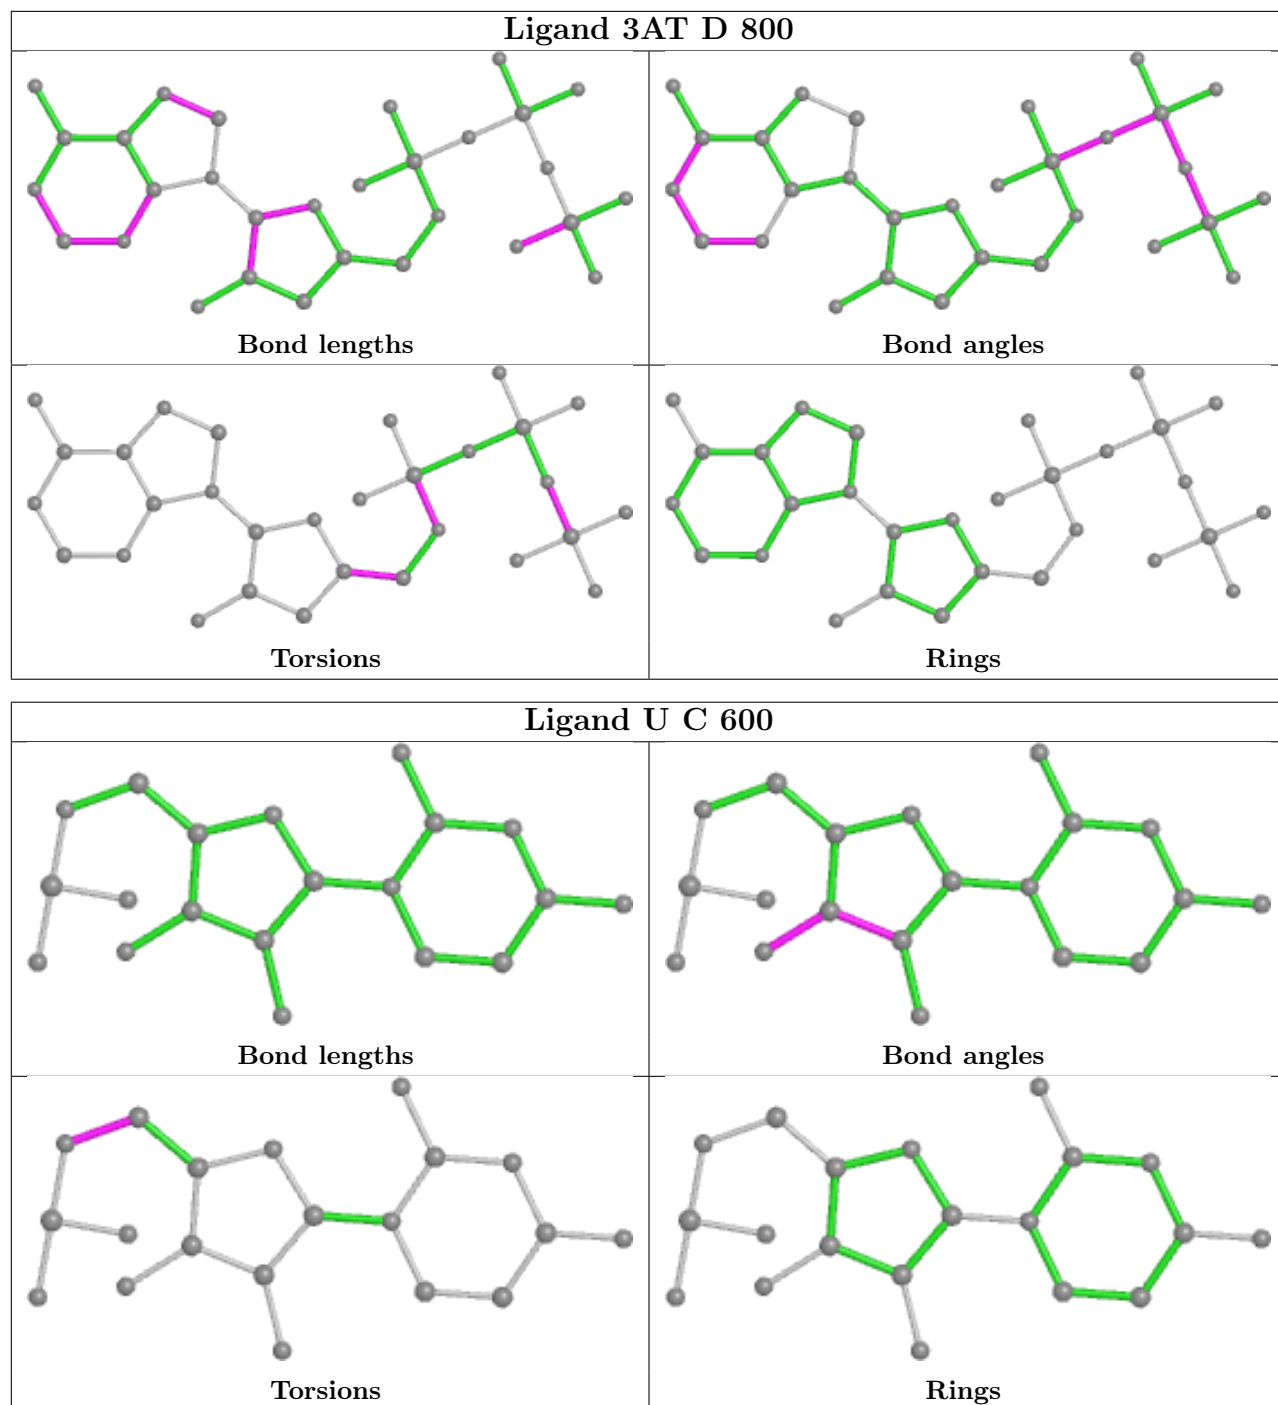 Ligand 3AT D 800
Bond lengths
Bond angles
Torsions
Rings
Ligand U C 600
Bond lengths
Bond angles
Torsions
Rings